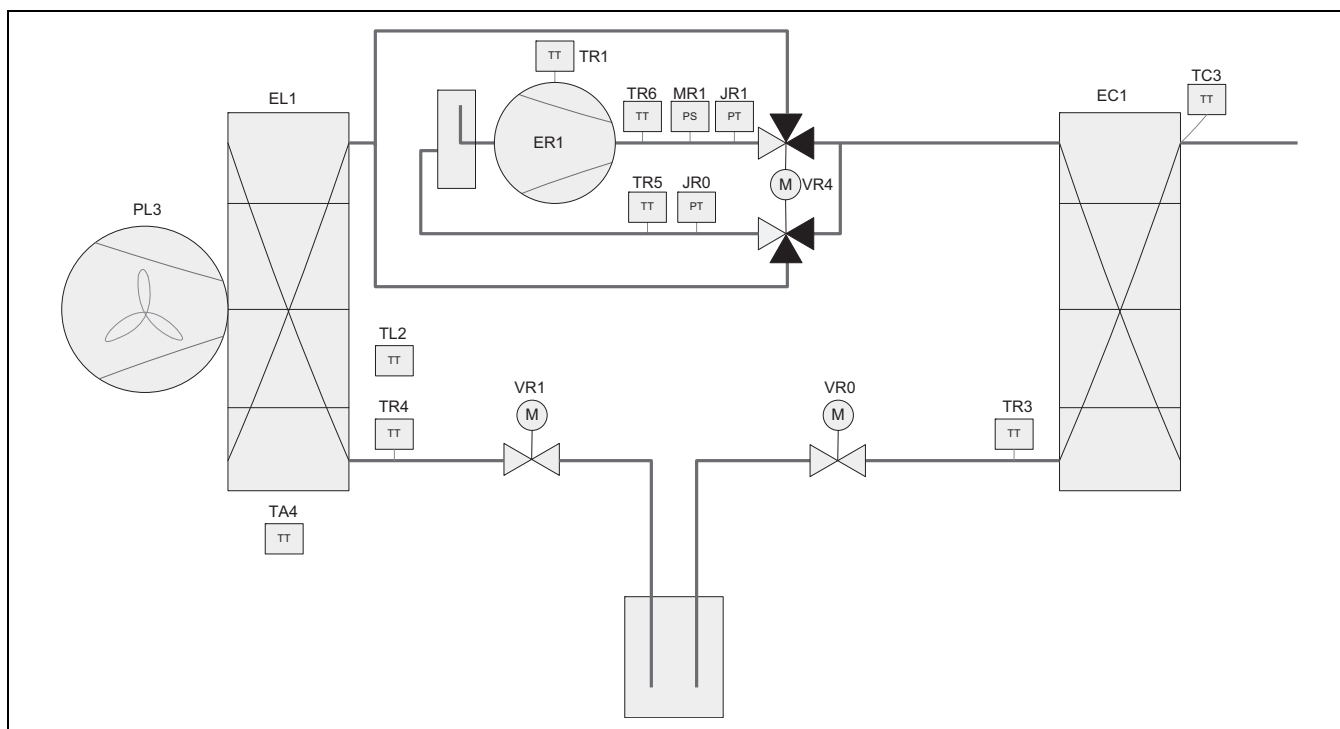 TT TR1
TC3
TT
EL1
TR6 MR1 JR1
TT PS PT
EC1
ER1
M VR4
TR5 JR0
TT PT
PL3
TL2
TT
VR1 VR0
M M
TR4 TR3
TT TT
TA4
TT